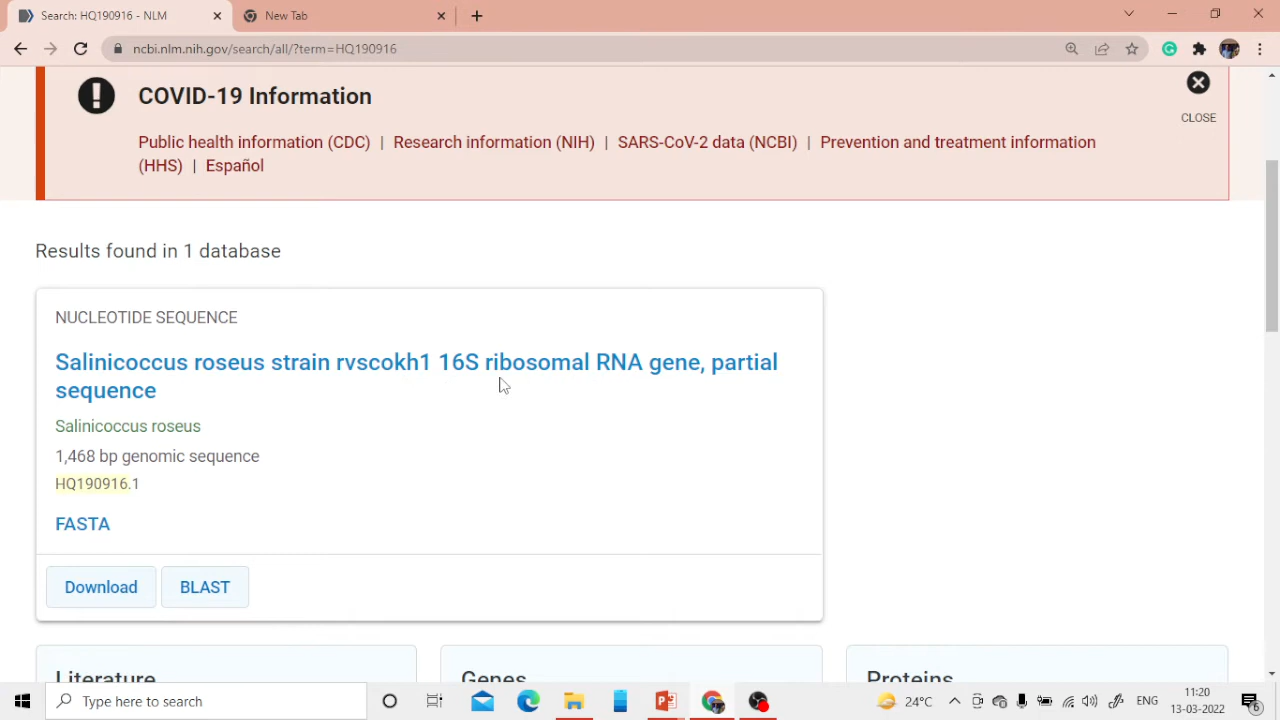 Search: HQ190916 - NLM
New Tab
ncbi.nlm.nih.gov/search/all/?term=HQ190916
COVID-19 Information
CLOSE
Public health information (CDC) | Research information (NIH) | SARS-CoV-2 data (NCBI) | Prevention and treatment information
(HHS) | Español
Results found in 1 database
NUCLEOTIDE SEQUENCE
Salinicoccus roseus strain rvscokh1 16S ribosomal RNA gene, partial
sequence
Salinicoccus roseus
1,468 bp genomic sequence
HQ190916.1
FASTA
Download
BLAST
Literature
Genes
Proteins
Type here to search
24°C
ENG
11:20
13-03-2022
6